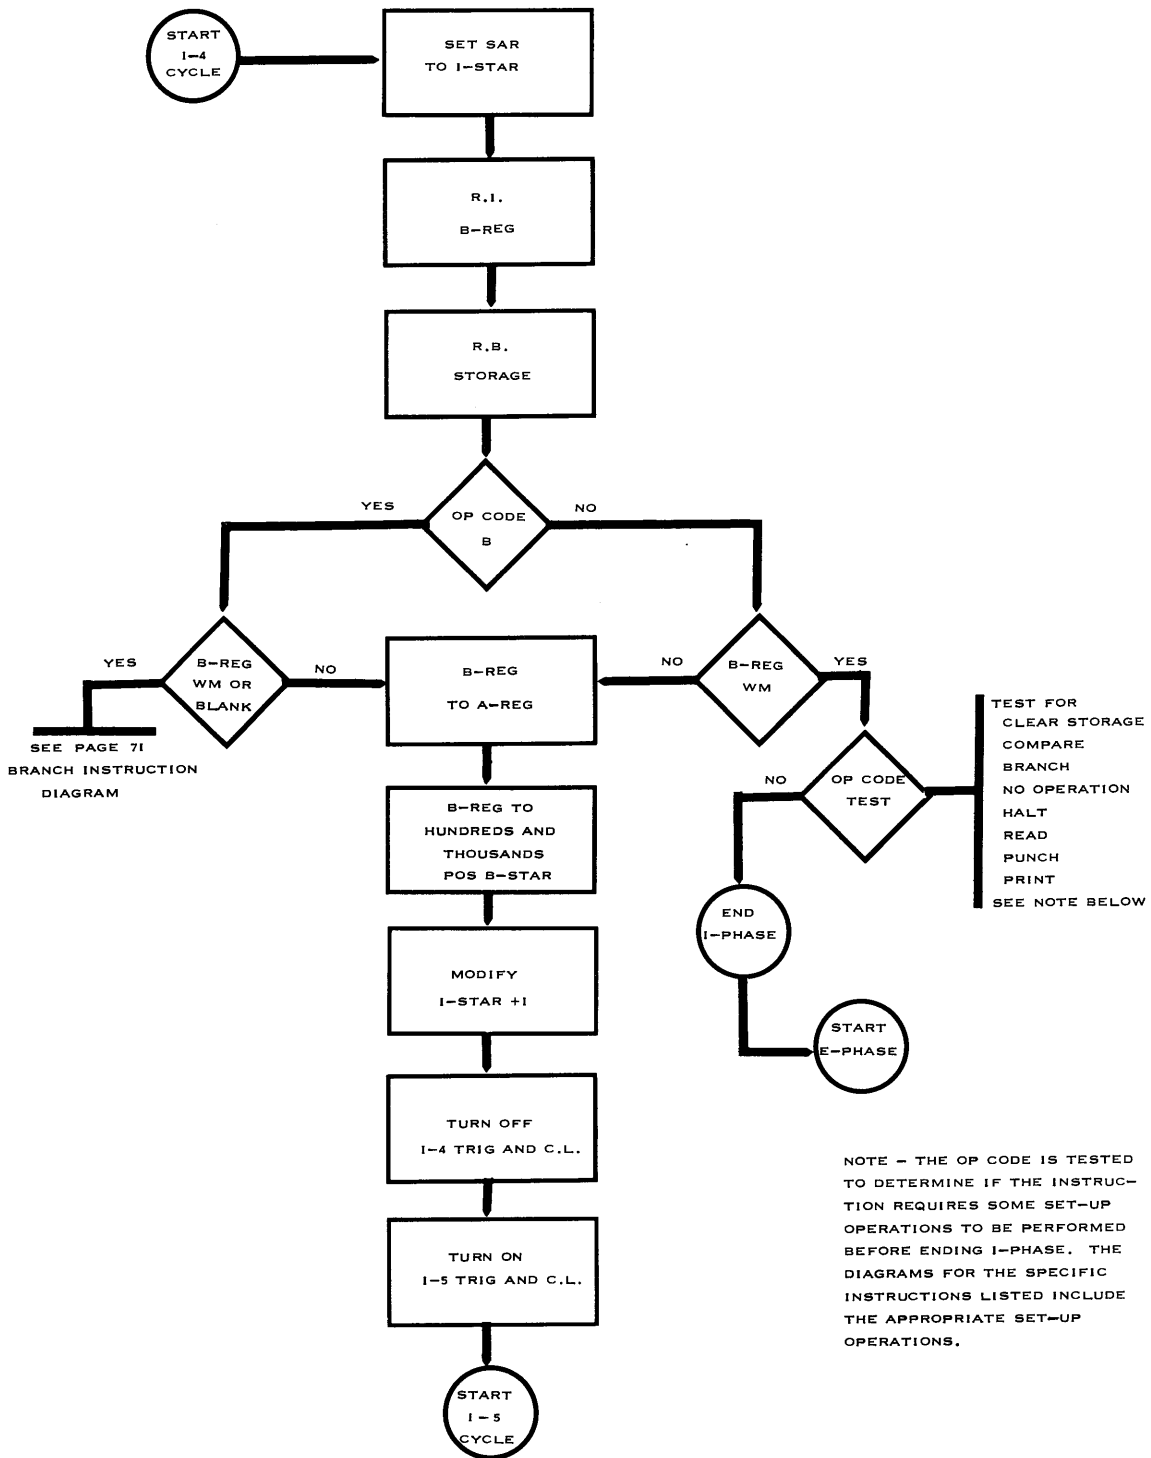 START
I-4
CYCLE
SET SAR
TO I-STAR
R.I.
B-REG
R.B.
STORAGE
OP CODE
B
YES
NO
B-REG
WM OR
BLANK
YES
NO
SEE PAGE 71
BRANCH INSTRUCTION
DIAGRAM
B-REG
TO A-REG
B-REG
WM
NO
YES
OP CODE
TEST
NO
TEST FOR
CLEAR STORAGE
COMPARE
BRANCH
NO OPERATION
HALT
READ
PUNCH
PRINT
SEE NOTE BELOW
B-REG TO
HUNDREDS AND
THOUSANDS
POS B-STAR
END
I-PHASE
MODIFY
I-STAR +1
START
E-PHASE
TURN OFF
I-4 TRIG AND C.L.
TURN ON
I-5 TRIG AND C.L.
START
I-5
CYCLE
NOTE - THE OP CODE IS TESTED
TO DETERMINE IF THE INSTRUC-
TION REQUIRES SOME SET-UP
OPERATIONS TO BE PERFORMED
BEFORE ENDING I-PHASE. THE
DIAGRAMS FOR THE SPECIFIC
INSTRUCTIONS LISTED INCLUDE
THE APPROPRIATE SET-UP
OPERATIONS.